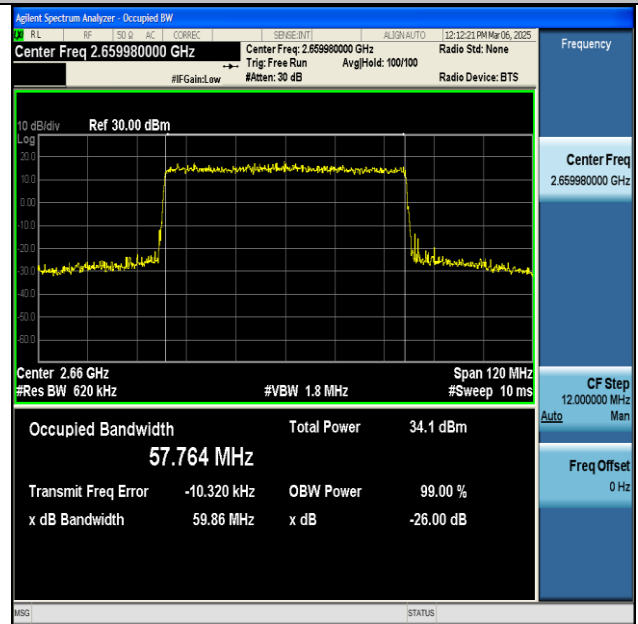 Agilent Spectrum Analyzer - Occupied BW
LXI RL RF 50 Ω AC CORREC SENSE:INT ALIGN AUTO 12:12:21 PM Mar 06, 2025
Center Freq 2.659980000 GHz
Center Freq: 2.659980000 GHz
Radio Std: None
Trig: Free Run Avg|Hold: 100/100
#IFGain:Low #Atten: 30 dB Radio Device: BTS
10 dB/div Ref 30.00 dBm
Log
20.0
10.0
0.00
-10.0
-20.0
-30.0
-40.0
-50.0
-60.0
Center 2.66 GHz Span 120 MHz
#Res BW 620 kHz #VBW 1.8 MHz #Sweep 10 ms
Occupied Bandwidth Total Power 34.1 dBm
57.764 MHz
Transmit Freq Error -10.320 kHz OBW Power 99.00 %
x dB Bandwidth 59.86 MHz x dB -26.00 dB
MSG STATUS
Frequency
Center Freq
2.659980000 GHz
CF Step
12.000000 MHz
Auto Man
Freq Offset
0 Hz